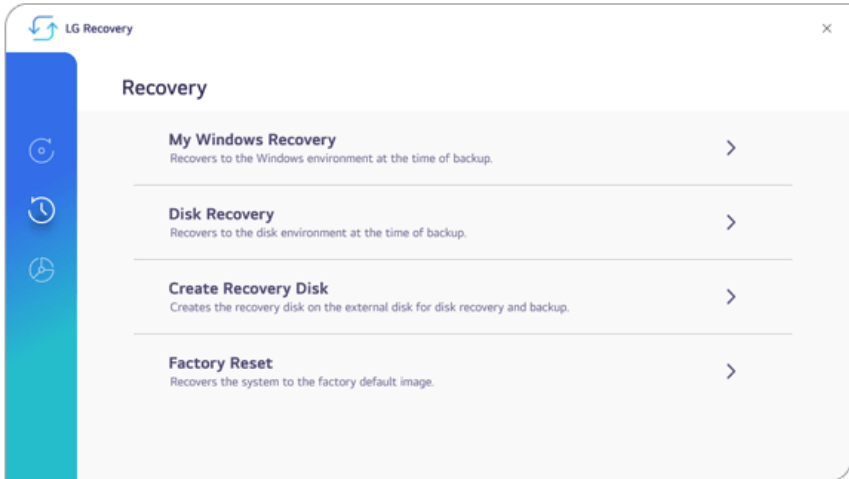 LG Recovery
Recovery
My Windows Recovery
Recovers to the Windows environment at the time of backup.
Disk Recovery
Recovers to the disk environment at the time of backup.
Create Recovery Disk
Creates the recovery disk on the external disk for disk recovery and backup.
Factory Reset
Recovers the system to the factory default image.